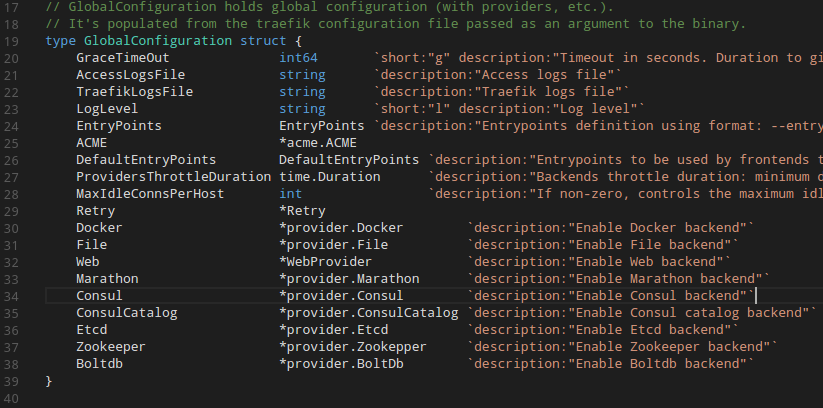 17 // GlobalConfiguration holds global configuration (with providers, etc.).
18 // It's populated from the traefik configuration file passed as an argument to the binary.
19 type GlobalConfiguration struct {
20 GraceTimeOut int64 `short:"g" description:"Timeout in seconds. Duration to gi
21 AccessLogsFile string `description:"Access logs file"`
22 TraefikLogsFile string `description:"Traefik logs file"`
23 LogLevel string `short:"l" description:"Log level"`
24 EntryPoints EntryPoints `description:"Entrypoints definition using format: --entry
25 ACME *acme.ACME
26 DefaultEntryPoints DefaultEntryPoints `description:"Entrypoints to be used by frontends t
27 ProvidersThrottleDuration time.Duration `description:"Backends throttle duration: minimum d
28 MaxIdleConnsPerHost int `description:"If non-zero, controls the maximum idl
29 Retry *Retry
30 Docker *provider.Docker `description:"Enable Docker backend"`
31 File *provider.File `description:"Enable File backend"`
32 Web *WebProvider `description:"Enable Web backend"`
33 Marathon *provider.Marathon `description:"Enable Marathon backend"`
34 Consul *provider.Consul `description:"Enable Consul backend"`
35 ConsulCatalog *provider.ConsulCatalog `description:"Enable Consul catalog backend"`
36 Etcd *provider.Etcd `description:"Enable Etcd backend"`
37 Zookeeper *provider.Zookepper `description:"Enable Zookeeper backend"`
38 Boltdb *provider.BoltDb `description:"Enable Boltdb backend"`
39 }
40